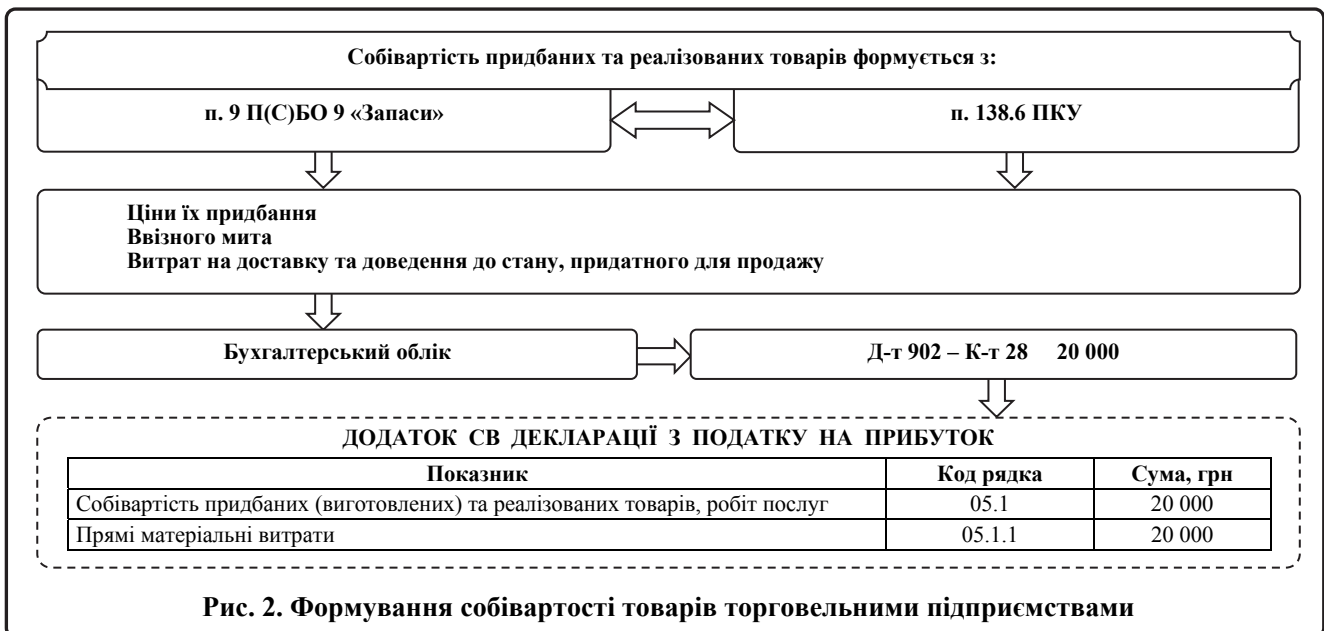 Собівартість придбаних та реалізованих товарів формується з:
п. 9 П(С)БО 9 «Запаси»
п. 138.6 ПКУ
Ціни їх придбання
Ввізного мита
Витрат на доставку та доведення до стану, придатного для продажу
Бухгалтерський облік
Д-т 902 – К-т 28 20 000
ДОДАТОК СВ ДЕКЛАРАЦІЇ З ПОДАТКУ НА ПРИБУТОК
Показник Код рядка Сума, грн
Собівартість придбаних (виготовлених) та реалізованих товарів, робіт послуг 05.1 20 000
Прямі матеріальні витрати 05.1.1 20 000
Рис. 2. Формування собівартості товарів торговельними підприємствами